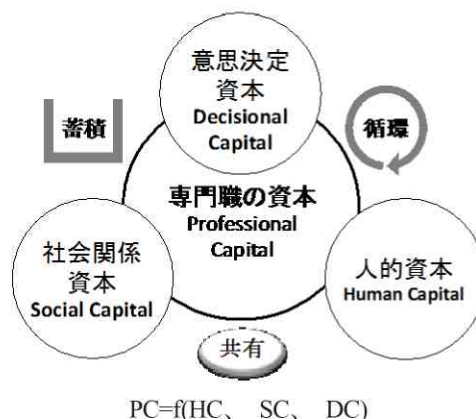 意思決定
資本
Decisional
Capital
蓄積
循環
専門職の資本
Professional
Capital
社会関係
資本
Social Capital
人的資本
Human Capital
共有
PC=f(HC、 SC、 DC)